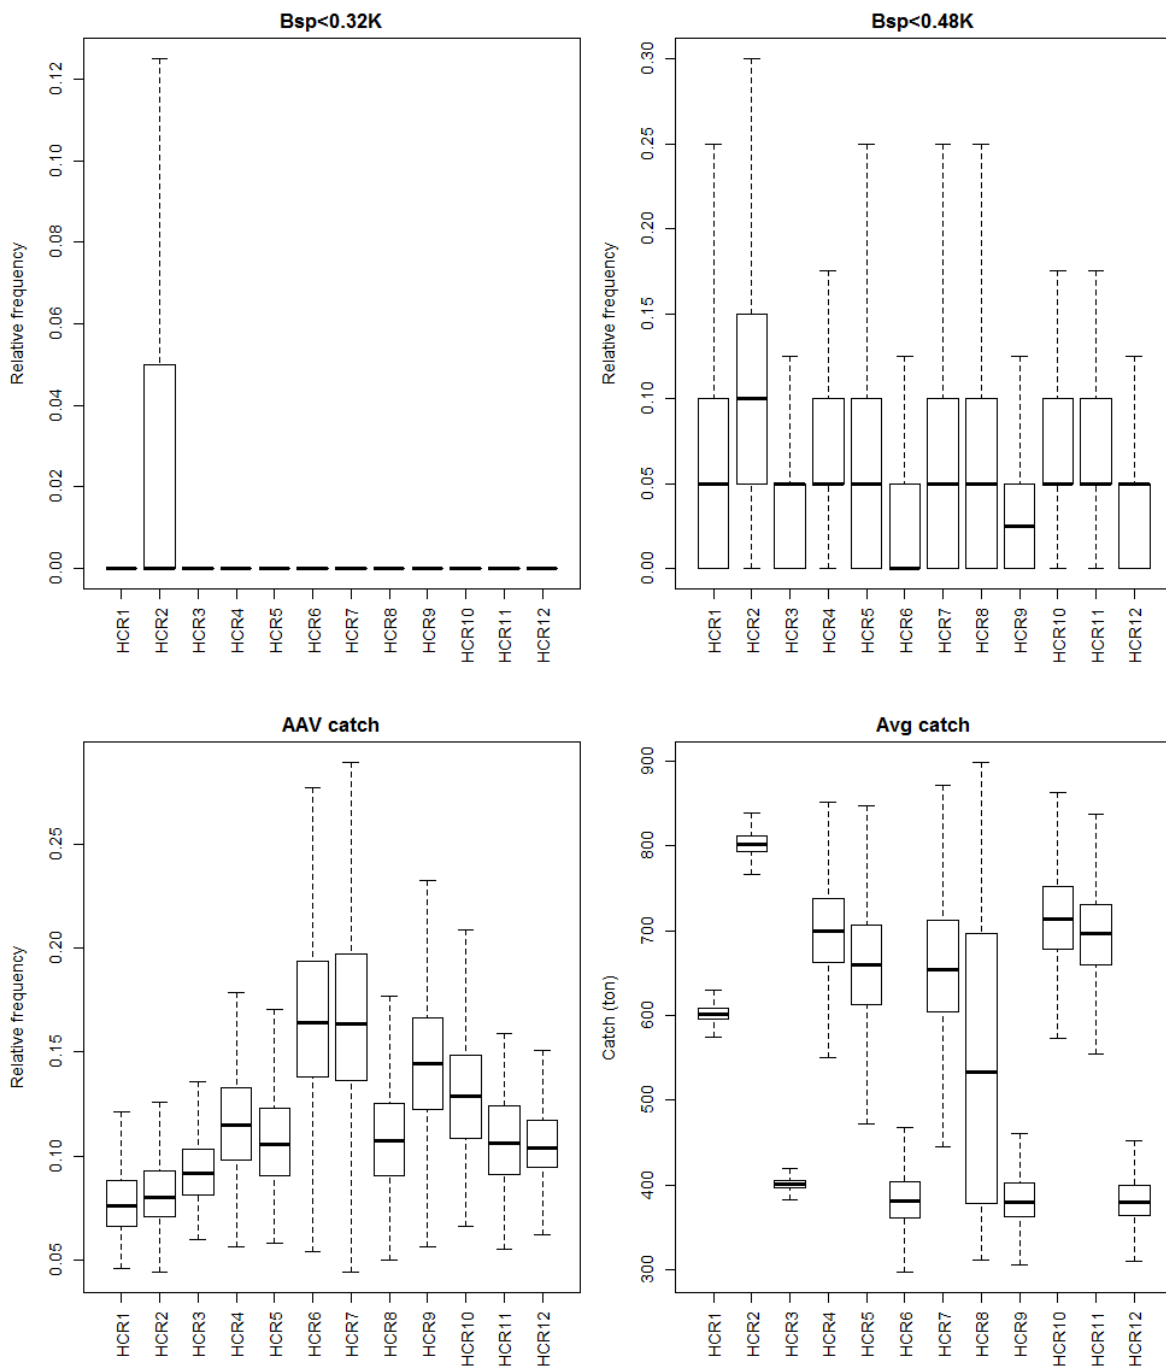 Bsp<0.32K
Relative frequency
0.12
0.10
0.08
0.06
0.04
0.02
0.00
HCR1 HCR2 HCR3 HCR4 HCR5 HCR6 HCR7 HCR8 HCR9 HCR10 HCR11 HCR12
Bsp<0.48K
Relative frequency
0.30
0.25
0.20
0.15
0.10
0.05
0.00
HCR1 HCR2 HCR3 HCR4 HCR5 HCR6 HCR7 HCR8 HCR9 HCR10 HCR11 HCR12
AAV catch
Relative frequency
0.25
0.20
0.15
0.10
0.05
HCR1 HCR2 HCR3 HCR4 HCR5 HCR6 HCR7 HCR8 HCR9 HCR10 HCR11 HCR12
Avg catch
Catch (ton)
900
800
700
600
500
400
300
HCR1 HCR2 HCR3 HCR4 HCR5 HCR6 HCR7 HCR8 HCR9 HCR10 HCR11 HCR12